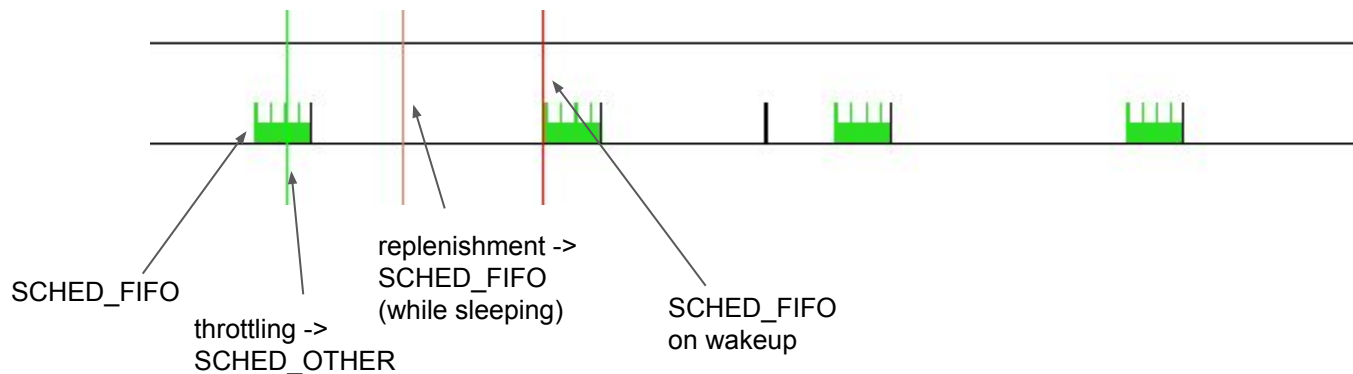 SCHED_FIFO
throttling ->
SCHED_OTHER
replenishment ->
SCHED_FIFO
(while sleeping)
SCHED_FIFO
on wakeup